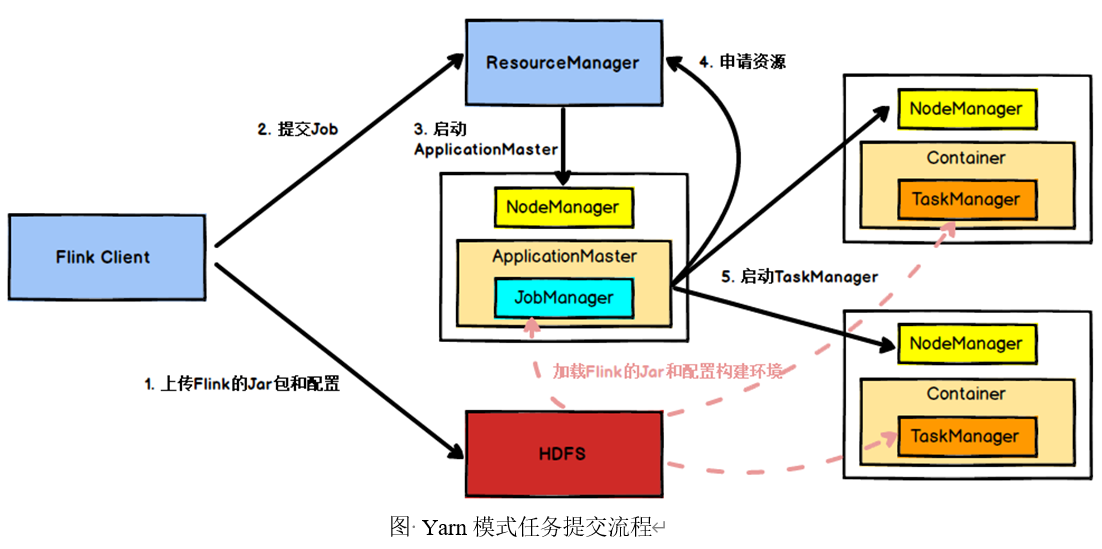 ResourceManager
4. 申请资源
2. 提交Job
3. 启动
ApplicationMaster
NodeManager
Container
TaskManager
NodeManager
Flink Client
ApplicationMaster
JobManager
5. 启动TaskManager
NodeManager
加载Flink的Jar和配置构建环境
1. 上传Flink的Jar包和配置
Container
TaskManager
HDFS
图· Yarn 模式任务提交流程↵